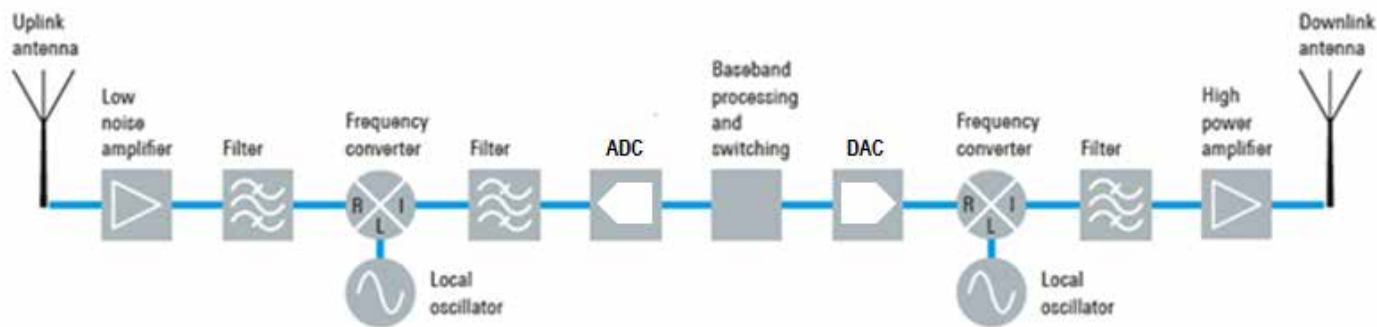 Uplink
antenna
Low
noise
amplifier
Filter
Frequency
converter
R
I
L
Local
oscillator
Filter
ADC
Baseband
processing
and
switching
DAC
Frequency
converter
R
I
L
Local
oscillator
Filter
High
power
amplifier
Downlink
antenna